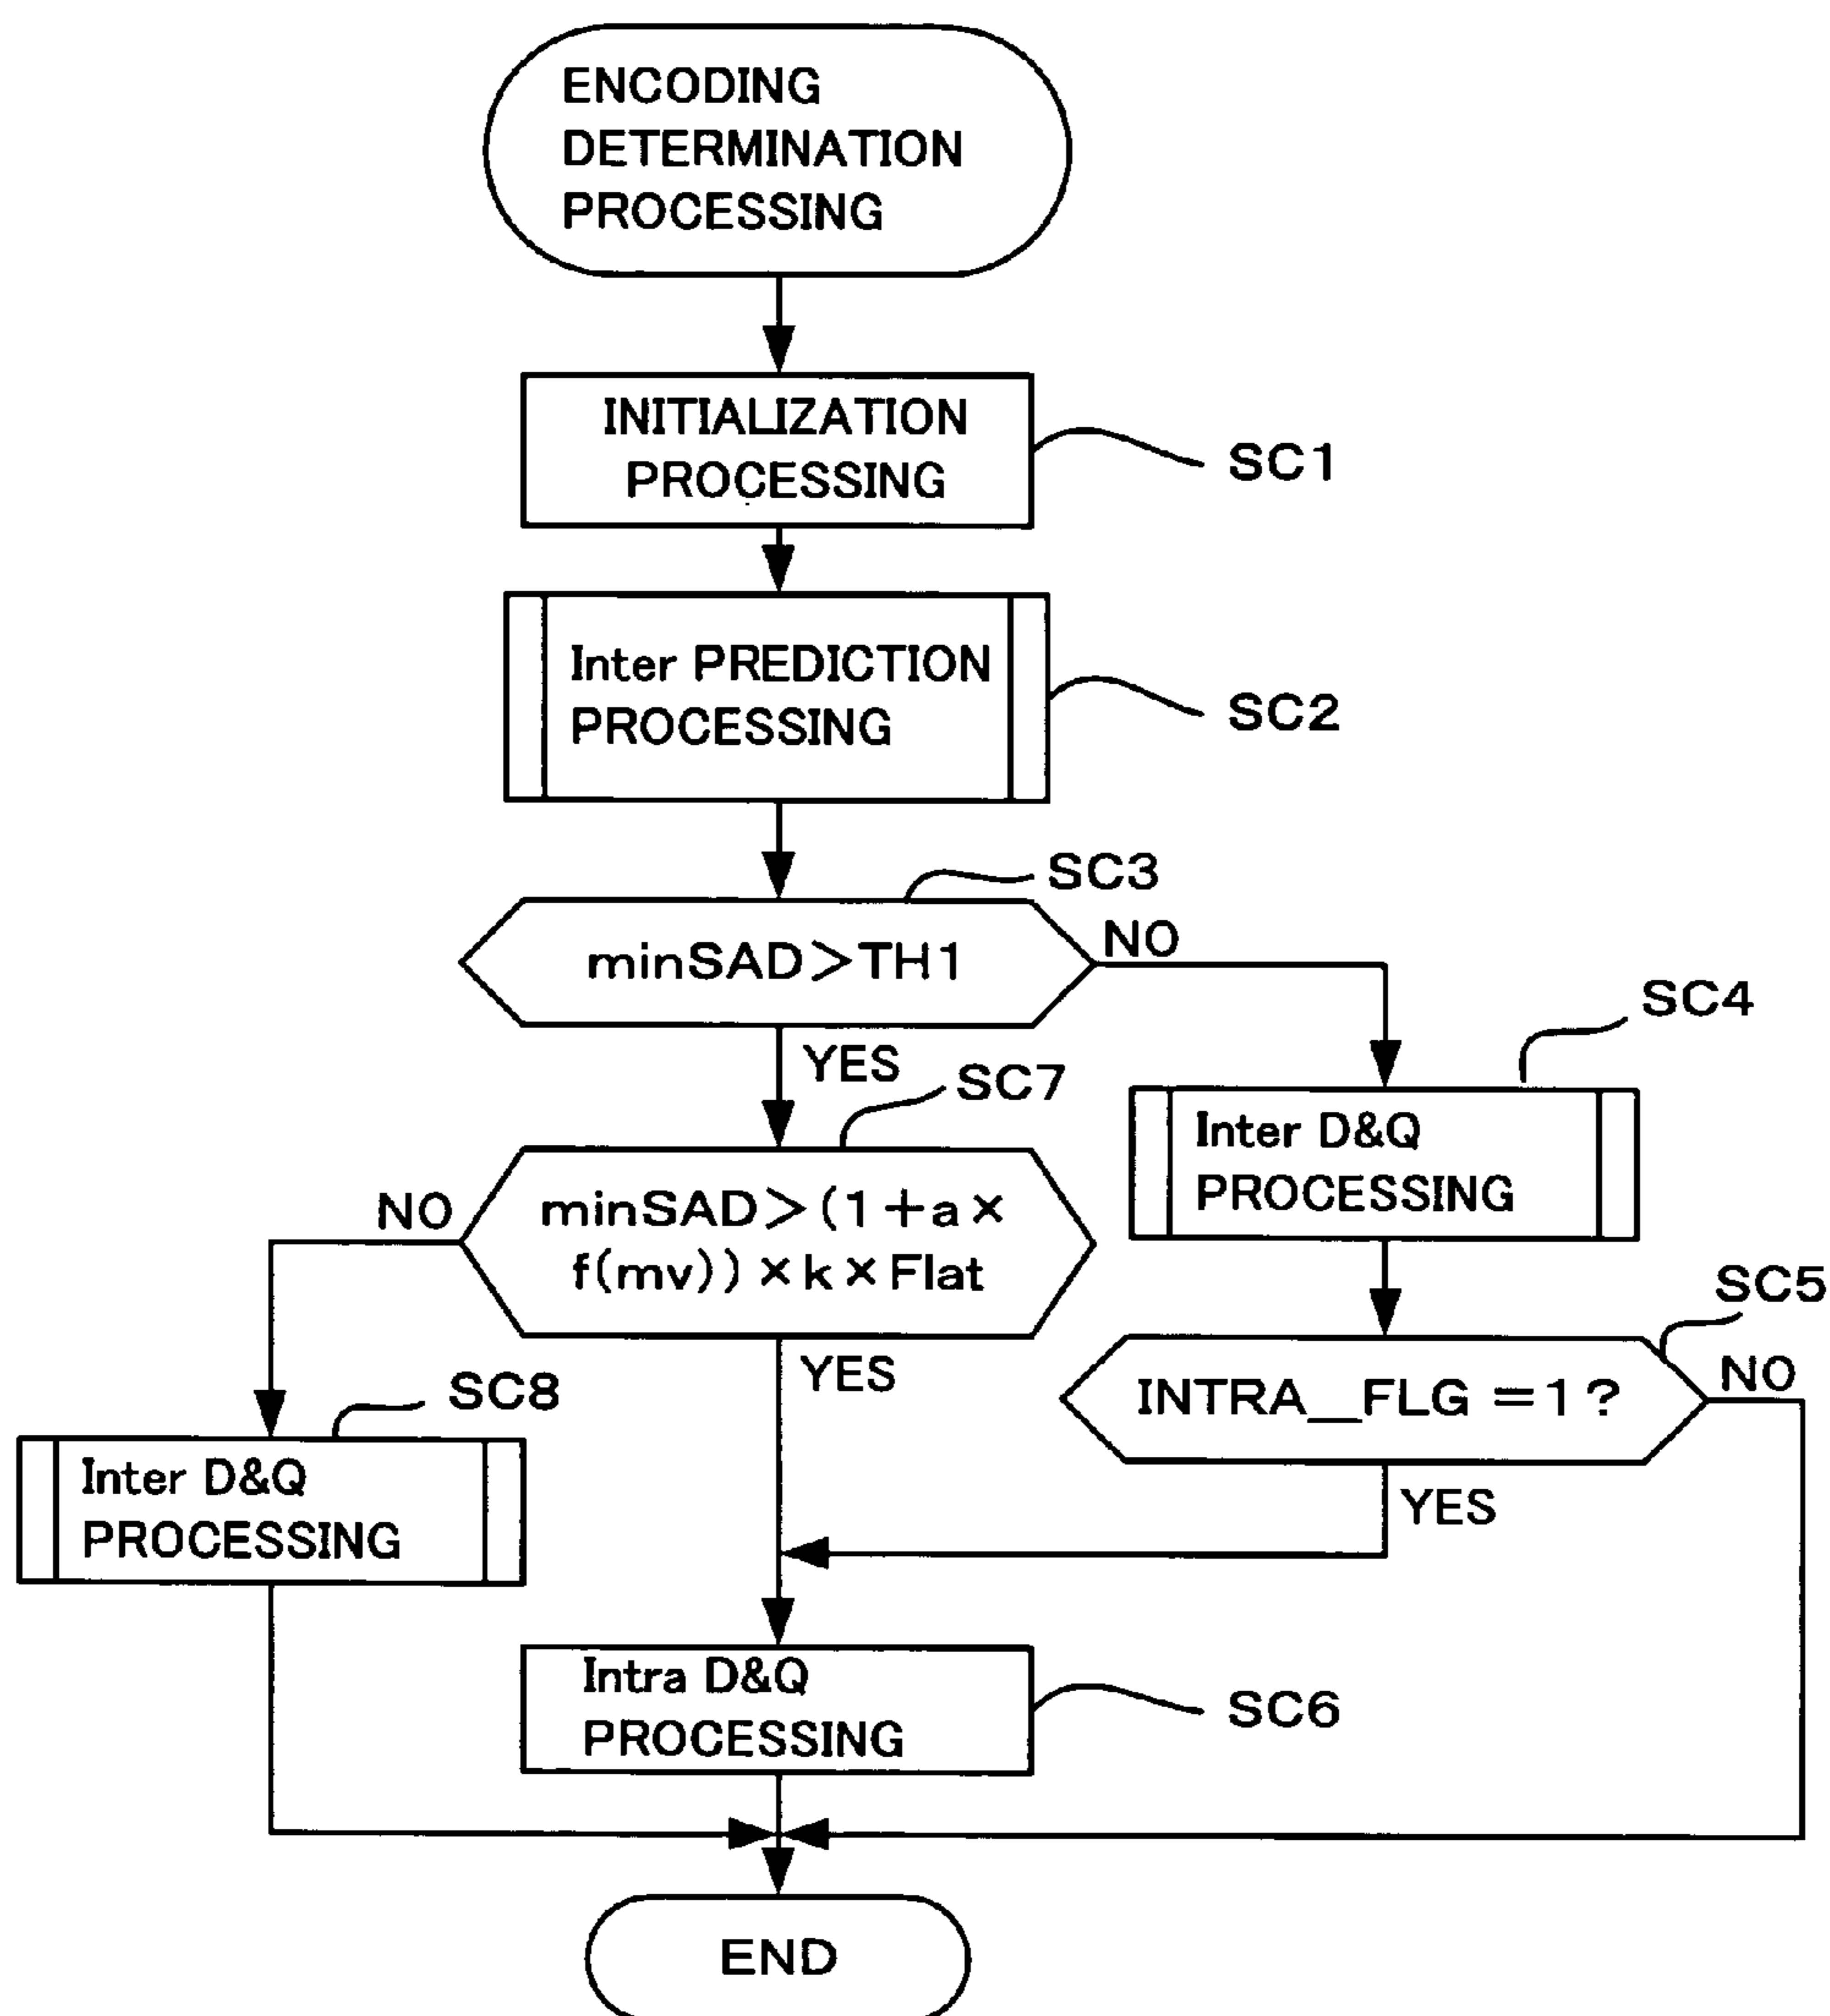 ENCODING
DETERMINATION
PROCESSING
INITIALIZATION
PROCESSING
SC1
Inter PREDICTION
PROCESSING
SC2
SC3
minSAD>TH1
NO
YES
SC4
Inter D&Q
PROCESSING
SC7
minSAD>(1+a×
f(mv))×k×Flat
NO
YES
SC5
INTRA__FLG =1?
NO
YES
SC8
Inter D&Q
PROCESSING
Intra D&Q
PROCESSING
SC6
END